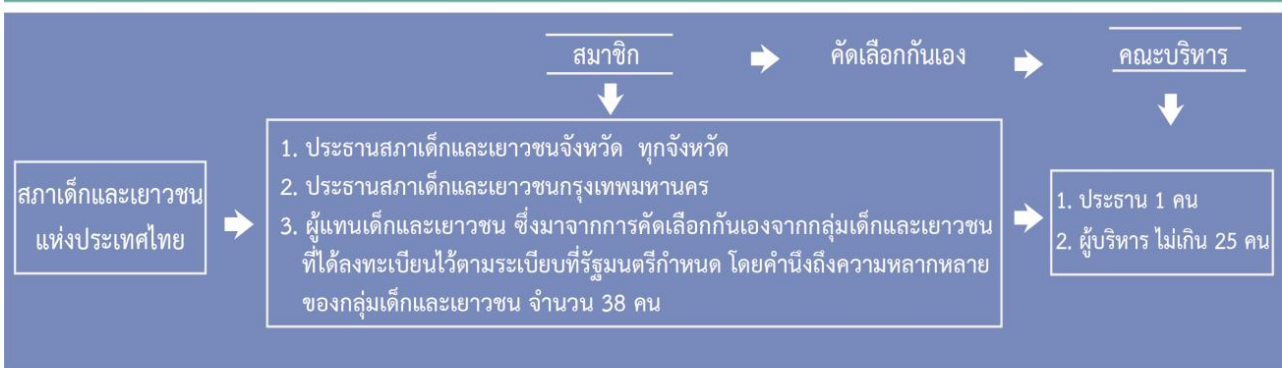 สมาชิก
คัดเลือกกันเอง
คณะบริหาร
สภาเด็กและเยาวชน
แห่งประเทศไทย
1. ประธานสภาเด็กและเยาวชนจังหวัด ทุกจังหวัด
2. ประธานสภาเด็กและเยาวชนกรุงเทพมหานคร
3. ผู้แทนเด็กและเยาวชน ซึ่งมาจากการคัดเลือกกันเองจากกลุ่มเด็กและเยาวชน
ที่ได้ลงทะเบียนไว้ตามระเบียบที่รัฐมนตรีกำหนด โดยคำนึงถึงความหลากหลาย
ของกลุ่มเด็กและเยาวชน จำนวน 38 คน
1. ประธาน 1 คน
2. ผู้บริหาร ไม่เกิน 25 คน